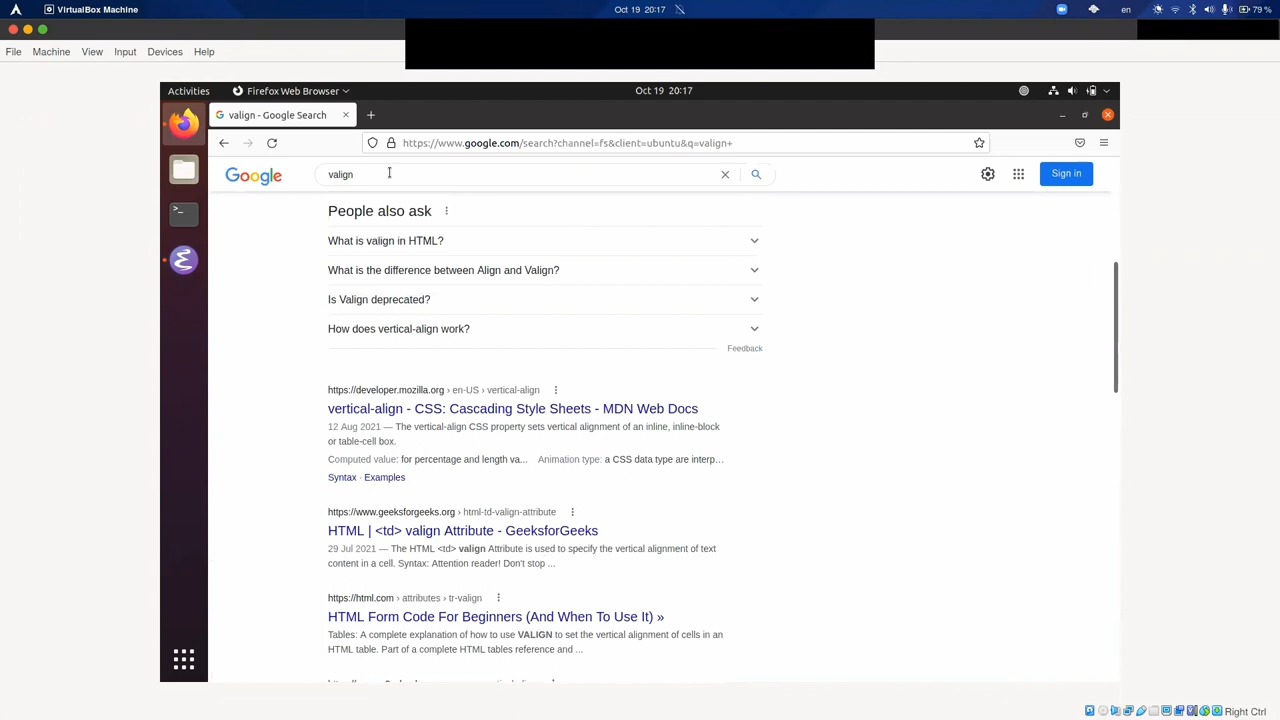 VirtualBox Machine
Oct 19 20:17
en
79 %
File Machine View Input Devices Help
Activities
Firefox Web Browser
Oct 19 20:17
valign - Google Search
https://www.google.com/search?channel=fs&client=ubuntu&q=valign+
Google
valign
Sign in
People also ask
What is valign in HTML?
What is the difference between Align and Valign?
Is Valign deprecated?
How does vertical-align work?
Feedback
https://developer.mozilla.org › en-US › vertical-align
vertical-align - CSS: Cascading Style Sheets - MDN Web Docs
12 Aug 2021 — The vertical-align CSS property sets vertical alignment of an inline, inline-block
or table-cell box.
Computed value: for percentage and length va... Animation type: a CSS data type are interp…
Syntax · Examples
https://www.geeksforgeeks.org › html-td-valign-attribute
HTML | <td> valign Attribute - GeeksforGeeks
29 Jul 2021 — The HTML <td> valign Attribute is used to specify the vertical alignment of text
content in a cell. Syntax: Attention reader! Don't stop ...
https://html.com › attributes › tr-valign
HTML Form Code For Beginners (And When To Use It) »
Tables: A complete explanation of how to use VALIGN to set the vertical alignment of cells in an
HTML table. Part of a complete HTML tables reference and ...
Right Ctrl